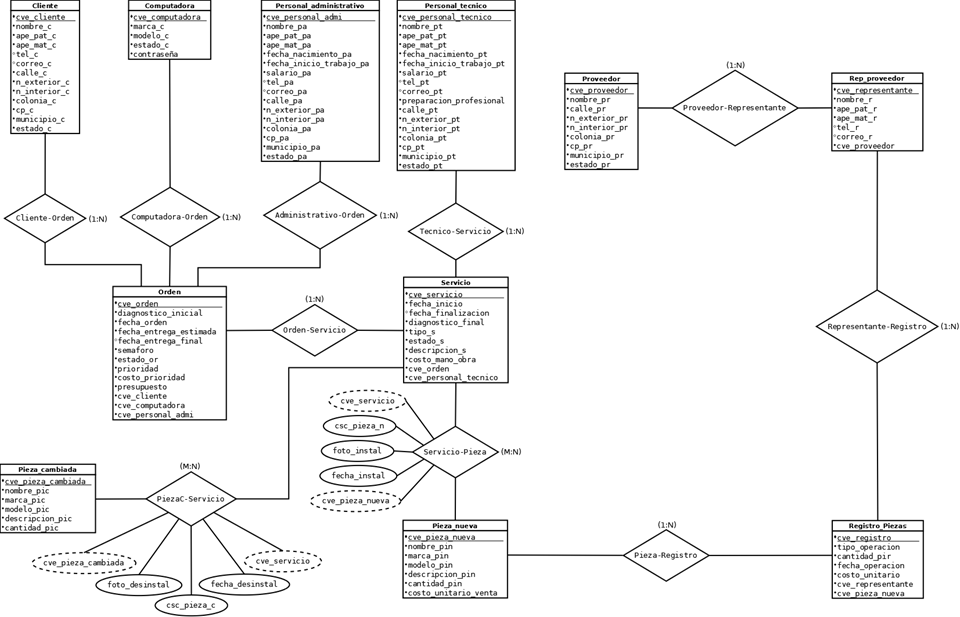 Cliente
*cve_cliente
*nombre_c
*ape_pat_c
*ape_mat_c
°tel_c
°correo_c
*calle_c
*n_exterior_c
*n_interior_c
*colonia_c
*cp_c
*municipio_c
*estado_c
Computadora
*cve_computadora
*marca_c
*modelo_c
*estado_c
*contraseña
Personal_administrativo
*cve_personal_admi
*nombre_pa
*ape_pat_pa
*ape_mat_pa
*fecha_nacimiento_pa
*fecha_inicio_trabajo_pa
*salario_pa
°tel_pa
°correo_pa
*calle_pa
*n_exterior_pa
*n_interior_pa
*colonia_pa
*cp_pa
*municipio_pa
*estado_pa
Personal_tecnico
*cve_personal_tecnico
*nombre_pt
*ape_pat_pt
*ape_mat_pt
*fecha_nacimiento_pt
*fecha_inicio_trabajo_pt
*salario_pt
°tel_pt
°correo_pt
*preparacion_profesional
*calle_pt
*n_exterior_pt
*n_interior_pt
*colonia_pt
*cp_pt
*municipio_pt
*estado_pt
Proveedor
*cve_proveedor
*nombre_pr
*calle_pr
*n_exterior_pr
*n_interior_pr
*colonia_pr
*cp_pr
*municipio_pr
*estado_pr
(1:N)
Proveedor-Representante
Rep_proveedor
*cve_representante
*nombre_r
*ape_pat_r
*ape_mat_r
°tel_r
°correo_r
*cve_proveedor
Cliente-Orden
(1:N)
Computadora-Orden
(1:N)
Administrativo-Orden
(1:N)
Tecnico-Servicio
(1:N)
Orden
*cve_orden
*diagnostico_inicial
*fecha_orden
*fecha_entrega_estimada
°fecha_entrega_final
*semaforo
*estado_or
*prioridad
*costo_prioridad
*presupuesto
*cve_cliente
*cve_computadora
*cve_personal_admi
(1:N)
Orden-Servicio
Servicio
*cve_servicio
*fecha_inicio
°fecha_finalizacion
*diagnostico_final
*tipo_s
*estado_s
*descripcion_s
*costo_mano_obra
*cve_orden
*cve_personal_tecnico
Representante-Registro
(1:N)
cve_servicio
csc_pieza_n
foto_instal
fecha_instal
cve_pieza_nueva
Servicio-Pieza
(M:N)
Pieza_cambiada
*cve_pieza_cambiada
*nombre_pic
*marca_pic
*modelo_pic
*descripcion_pic
*cantidad_pic
(M:N)
PiezaC-Servicio
cve_pieza_cambiada
foto_desinstal
csc_pieza_c
fecha_desinstal
cve_servicio
Pieza_nueva
*cve_pieza_nueva
*nombre_pin
*marca_pin
*modelo_pin
*descripcion_pin
*cantidad_pin
*costo_unitario_venta
(1:N)
Pieza-Registro
Registro_Piezas
*cve_registro
*tipo_operacion
*cantidad_pir
*fecha_operacion
*costo_unitario
*cve_representante
*cve_pieza_nueva